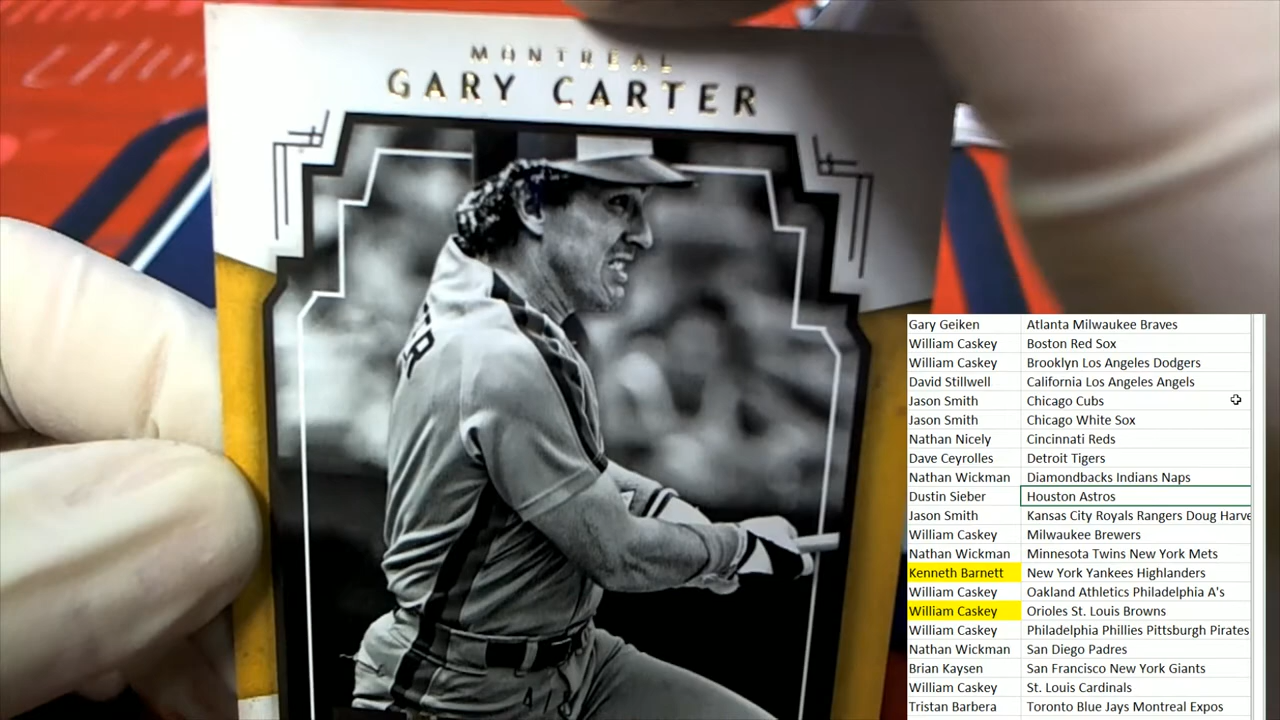 MONTREAL
GARY CARTER
Gary Geiken Atlanta Milwaukee Braves
William Caskey Boston Red Sox
William Caskey Brooklyn Los Angeles Dodgers
David Stillwell California Los Angeles Angels
Jason Smith Chicago Cubs
Jason Smith Chicago White Sox
Nathan Nicely Cincinnati Reds
Dave Ceyrolles Detroit Tigers
Nathan Wickman Diamondbacks Indians Naps
Dustin Sieber Houston Astros
Jason Smith Kansas City Royals Rangers Doug Harve
William Caskey Milwaukee Brewers
Nathan Wickman Minnesota Twins New York Mets
Kenneth Barnett New York Yankees Highlanders
William Caskey Oakland Athletics Philadelphia A's
William Caskey Orioles St. Louis Browns
William Caskey Philadelphia Phillies Pittsburgh Pirates
Nathan Wickman San Diego Padres
Brian Kaysen San Francisco New York Giants
William Caskey St. Louis Cardinals
Tristan Barbera Toronto Blue Jays Montreal Expos